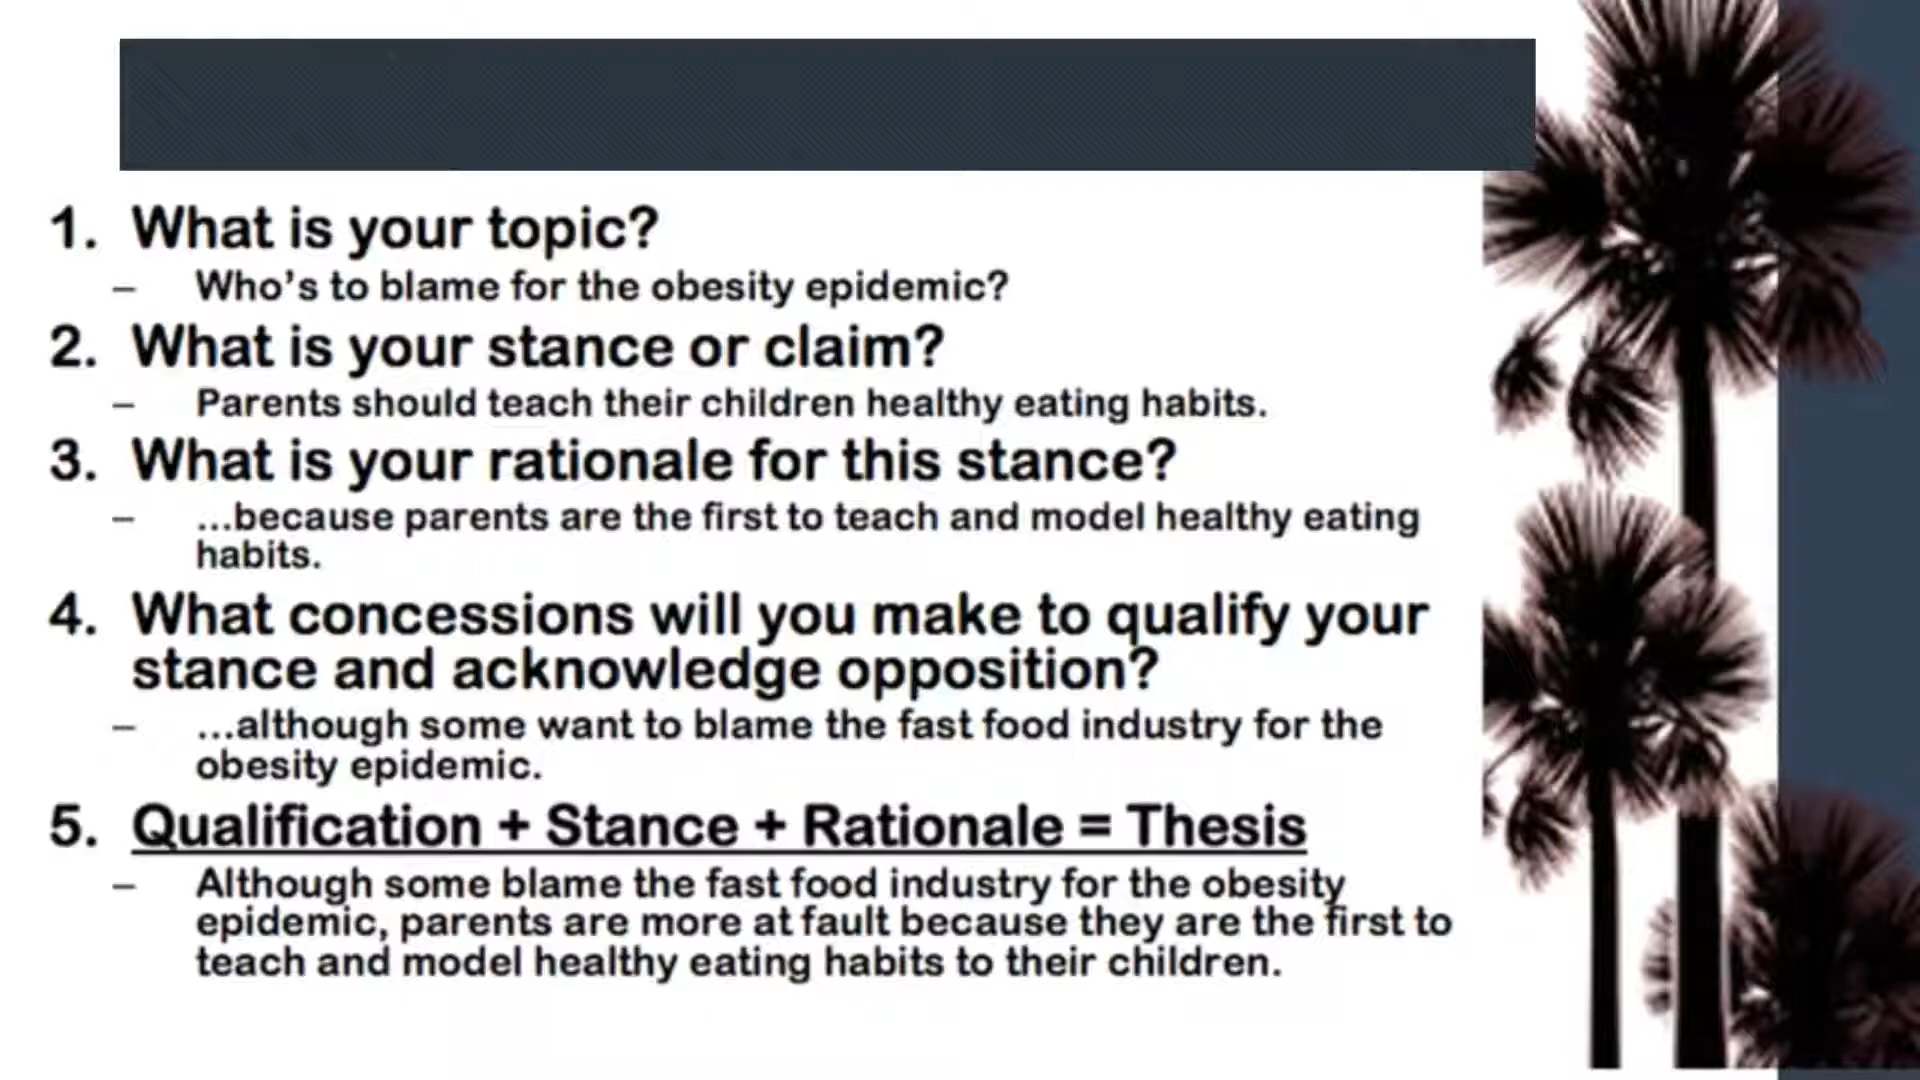 1. What is your topic?
– Who's to blame for the obesity epidemic?
2. What is your stance or claim?
– Parents should teach their children healthy eating habits.
3. What is your rationale for this stance?
– ...because parents are the first to teach and model healthy eating
habits.
4. What concessions will you make to qualify your
stance and acknowledge opposition?
– ...although some want to blame the fast food industry for the
obesity epidemic.
5. Qualification + Stance + Rationale = Thesis
– Although some blame the fast food industry for the obesity
epidemic, parents are more at fault because they are the first to
teach and model healthy eating habits to their children.